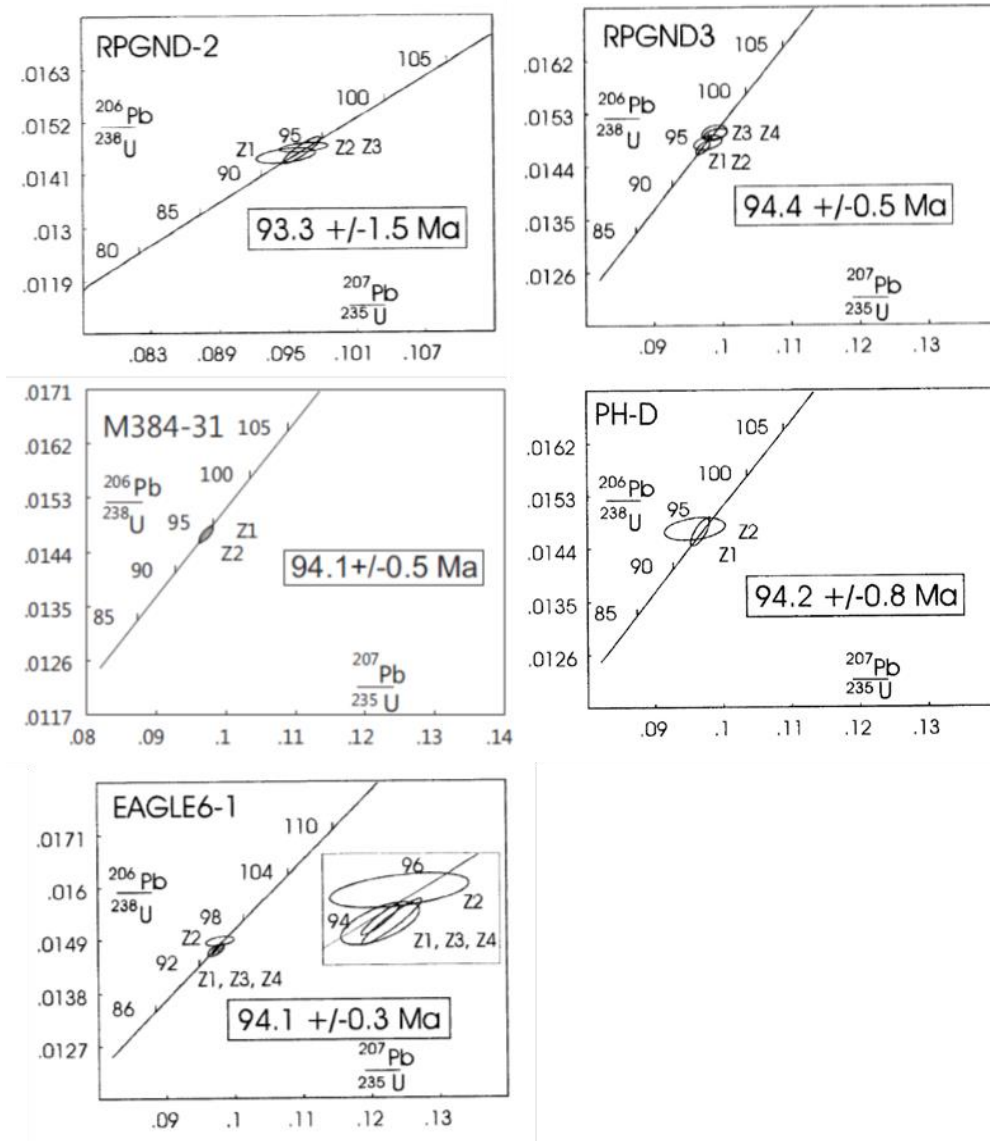 RPGND-2
.0163
.0152
.0141
.013
.0119
206Pb
238U
105
100
95
90
85
80
Z1
Z2 Z3
93.3 +/-1.5 Ma
207Pb
235U
.083 .089 .095 .101 .107
RPGND3
.0162
.0153
.0144
.0135
.0126
206Pb
238U
105
100
95
90
85
Z3 Z4
Z1 Z2
94.4 +/-0.5 Ma
207Pb
235U
.09 .1 .11 .12 .13
M384-31
.0171
.0162
.0153
.0144
.0135
.0126
.0117
206Pb
238U
105
100
95
90
85
Z1
Z2
94.1+/-0.5 Ma
207Pb
235U
.08 .09 .1 .11 .12 .13 .14
PH-D
.0162
.0153
.0144
.0135
.0126
206Pb
238U
105
100
95
90
85
Z2
Z1
94.2 +/-0.8 Ma
207Pb
235U
.09 .1 .11 .12 .13
EAGLE6-1
.0171
.016
.0149
.0138
.0127
206Pb
238U
110
104
98
92
86
Z2
Z1, Z3, Z4
96
94
Z2
Z1, Z3, Z4
94.1 +/-0.3 Ma
207Pb
235U
.09 .1 .11 .12 .13